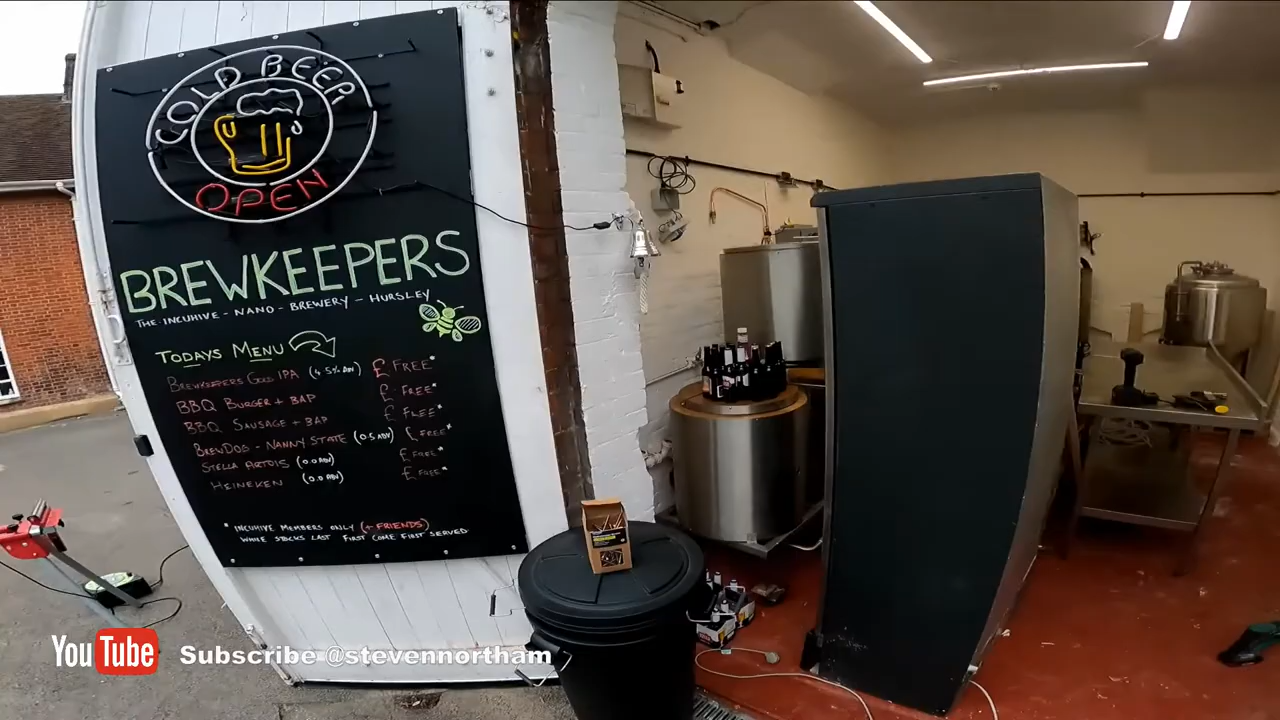 COLD BEER
OPEN
BREWKEEPERS
THE INCUHIVE - NANO - BREWERY - HURSLEY
TODAYS MENU
BREWKEEPERS GOLD IPA (4.5% ABV) £ FREE*
BBQ BURGER + BAP £ FREE*
BBQ SAUSAGE + BAP £ FREE*
BREWDOG - NANNY STATE (0.5 ABV) £ FREE*
STELLA ARTOIS (0.0 ABV) £ FREE*
HEINEKEN (0.0 ABV) £ FREE*
* INCUHIVE MEMBERS ONLY (+ FRIENDS)
WHILE STOCKS LAST FIRST COME FIRST SERVED
YouTube Subscribe @stevennortham